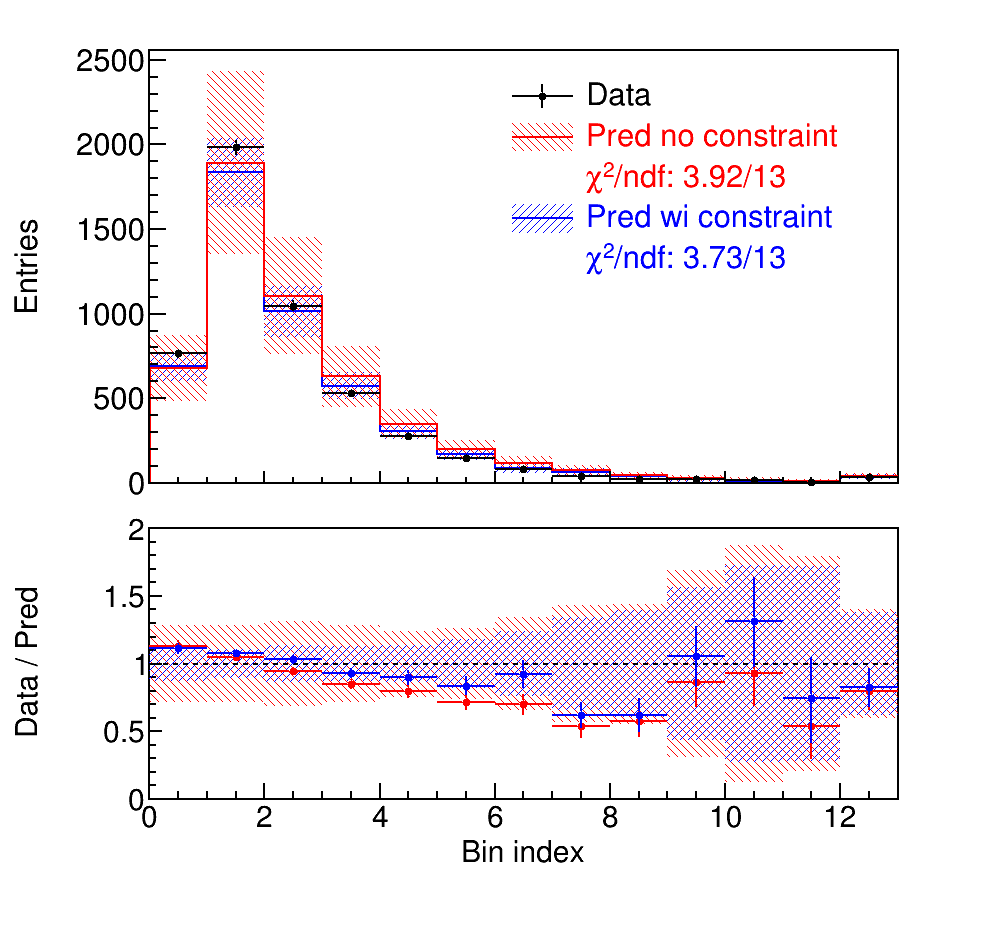 2500
2000
1500
1000
500
0
Entries
Data
Pred no constraint
χ²/ndf: 3.92/13
Pred wi constraint
χ²/ndf: 3.73/13
2
1.5
1
0.5
0
Data / Pred
0 2 4 6 8 10 12
Bin index